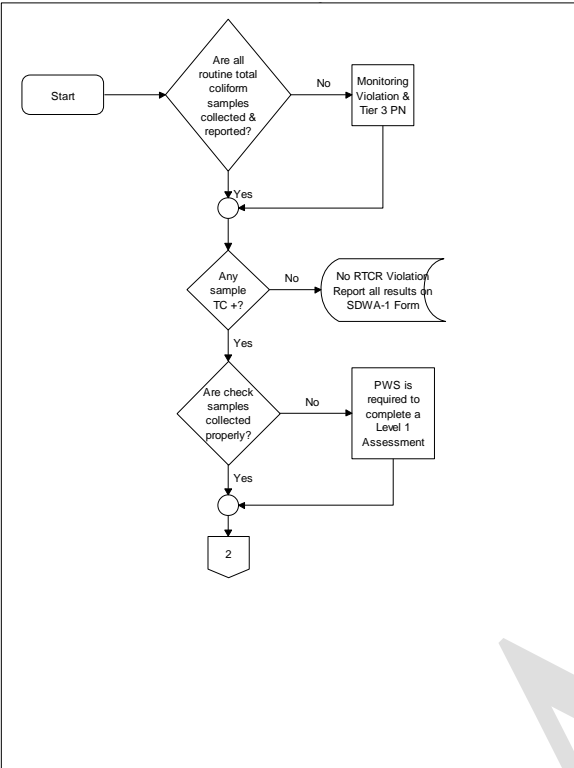 Start
Are all
routine total
coliform
samples
collected &
reported?
No
Monitoring
Violation &
Tier 3 PN
Yes
Any
sample
TC +?
No
No RTCR Violation
Report all results on
SDWA-1 Form
Yes
Are check
samples
collected
properly?
No
PWS is
required to
complete a
Level 1
Assessment
Yes
2